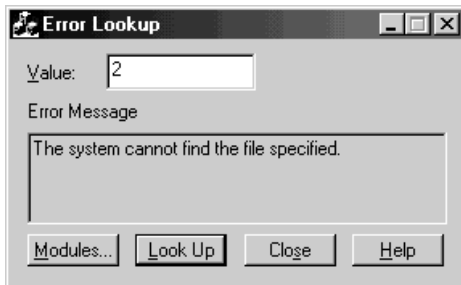 Error Lookup
Value: 2
Error Message
The system cannot find the file specified.
Modules... Look Up Close Help